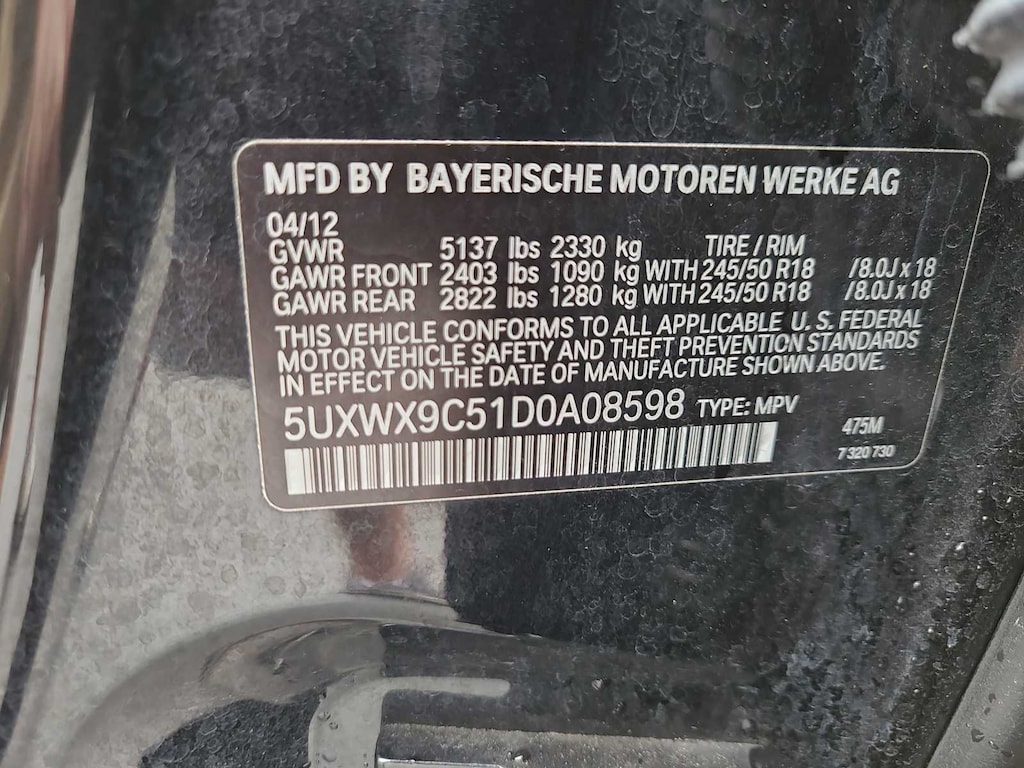 MFD BY BAYERISCHE MOTOREN WERKE AG
04/12
GVWR 5137 lbs 2330 kg TIRE / RIM
GAWR FRONT 2403 lbs 1090 kg WITH 245/50 R18 /8.0J x 18
GAWR REAR 2822 lbs 1280 kg WITH 245/50 R18 /8.0J x 18
THIS VEHICLE CONFORMS TO ALL APPLICABLE U. S. FEDERAL
MOTOR VEHICLE SAFETY AND THEFT PREVENTION STANDARDS
IN EFFECT ON THE DATE OF MANUFACTURE SHOWN ABOVE.
5UXWX9C51D0A08598 TYPE: MPV
475M
7 320 730